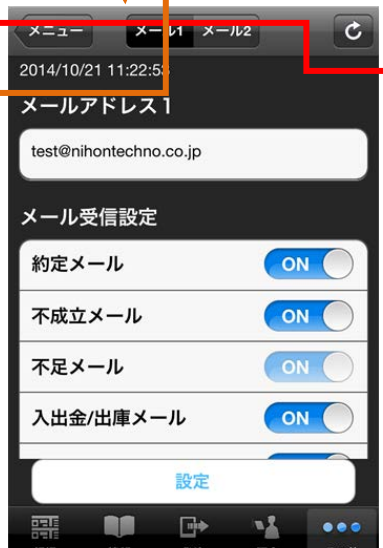 メニュー メール1 メール2
2014/10/21 11:22:53
メールアドレス1
test@nihontechno.co.jp
メール受信設定
約定メール ON
不成立メール ON
不足メール ON
入出金/出庫メール ON
設定